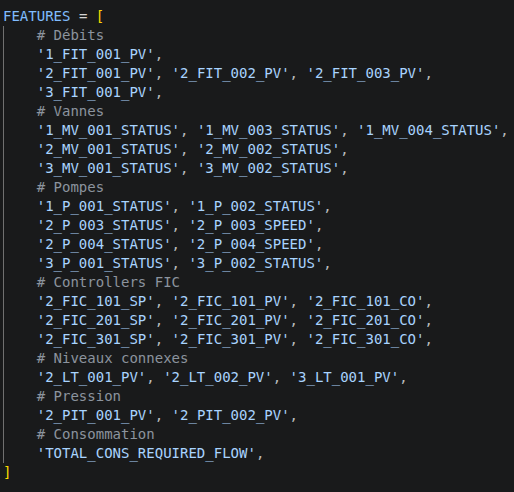 FEATURES = [
# Débits
'1_FIT_001_PV',
'2_FIT_001_PV', '2_FIT_002_PV', '2_FIT_003_PV',
'3_FIT_001_PV',
# Vannes
'1_MV_001_STATUS', '1_MV_003_STATUS', '1_MV_004_STATUS',
'2_MV_001_STATUS', '2_MV_002_STATUS',
'3_MV_001_STATUS', '3_MV_002_STATUS',
# Pompes
'1_P_001_STATUS', '1_P_002_STATUS',
'2_P_003_STATUS', '2_P_003_SPEED',
'2_P_004_STATUS', '2_P_004_SPEED',
'3_P_001_STATUS', '3_P_002_STATUS',
# Controllers FIC
'2_FIC_101_SP', '2_FIC_101_PV', '2_FIC_101_CO',
'2_FIC_201_SP', '2_FIC_201_PV', '2_FIC_201_CO',
'2_FIC_301_SP', '2_FIC_301_PV', '2_FIC_301_CO',
# Niveaux connexes
'2_LT_001_PV', '2_LT_002_PV', '3_LT_001_PV',
# Pression
'2_PIT_001_PV', '2_PIT_002_PV',
# Consommation
'TOTAL_CONS_REQUIRED_FLOW',
]